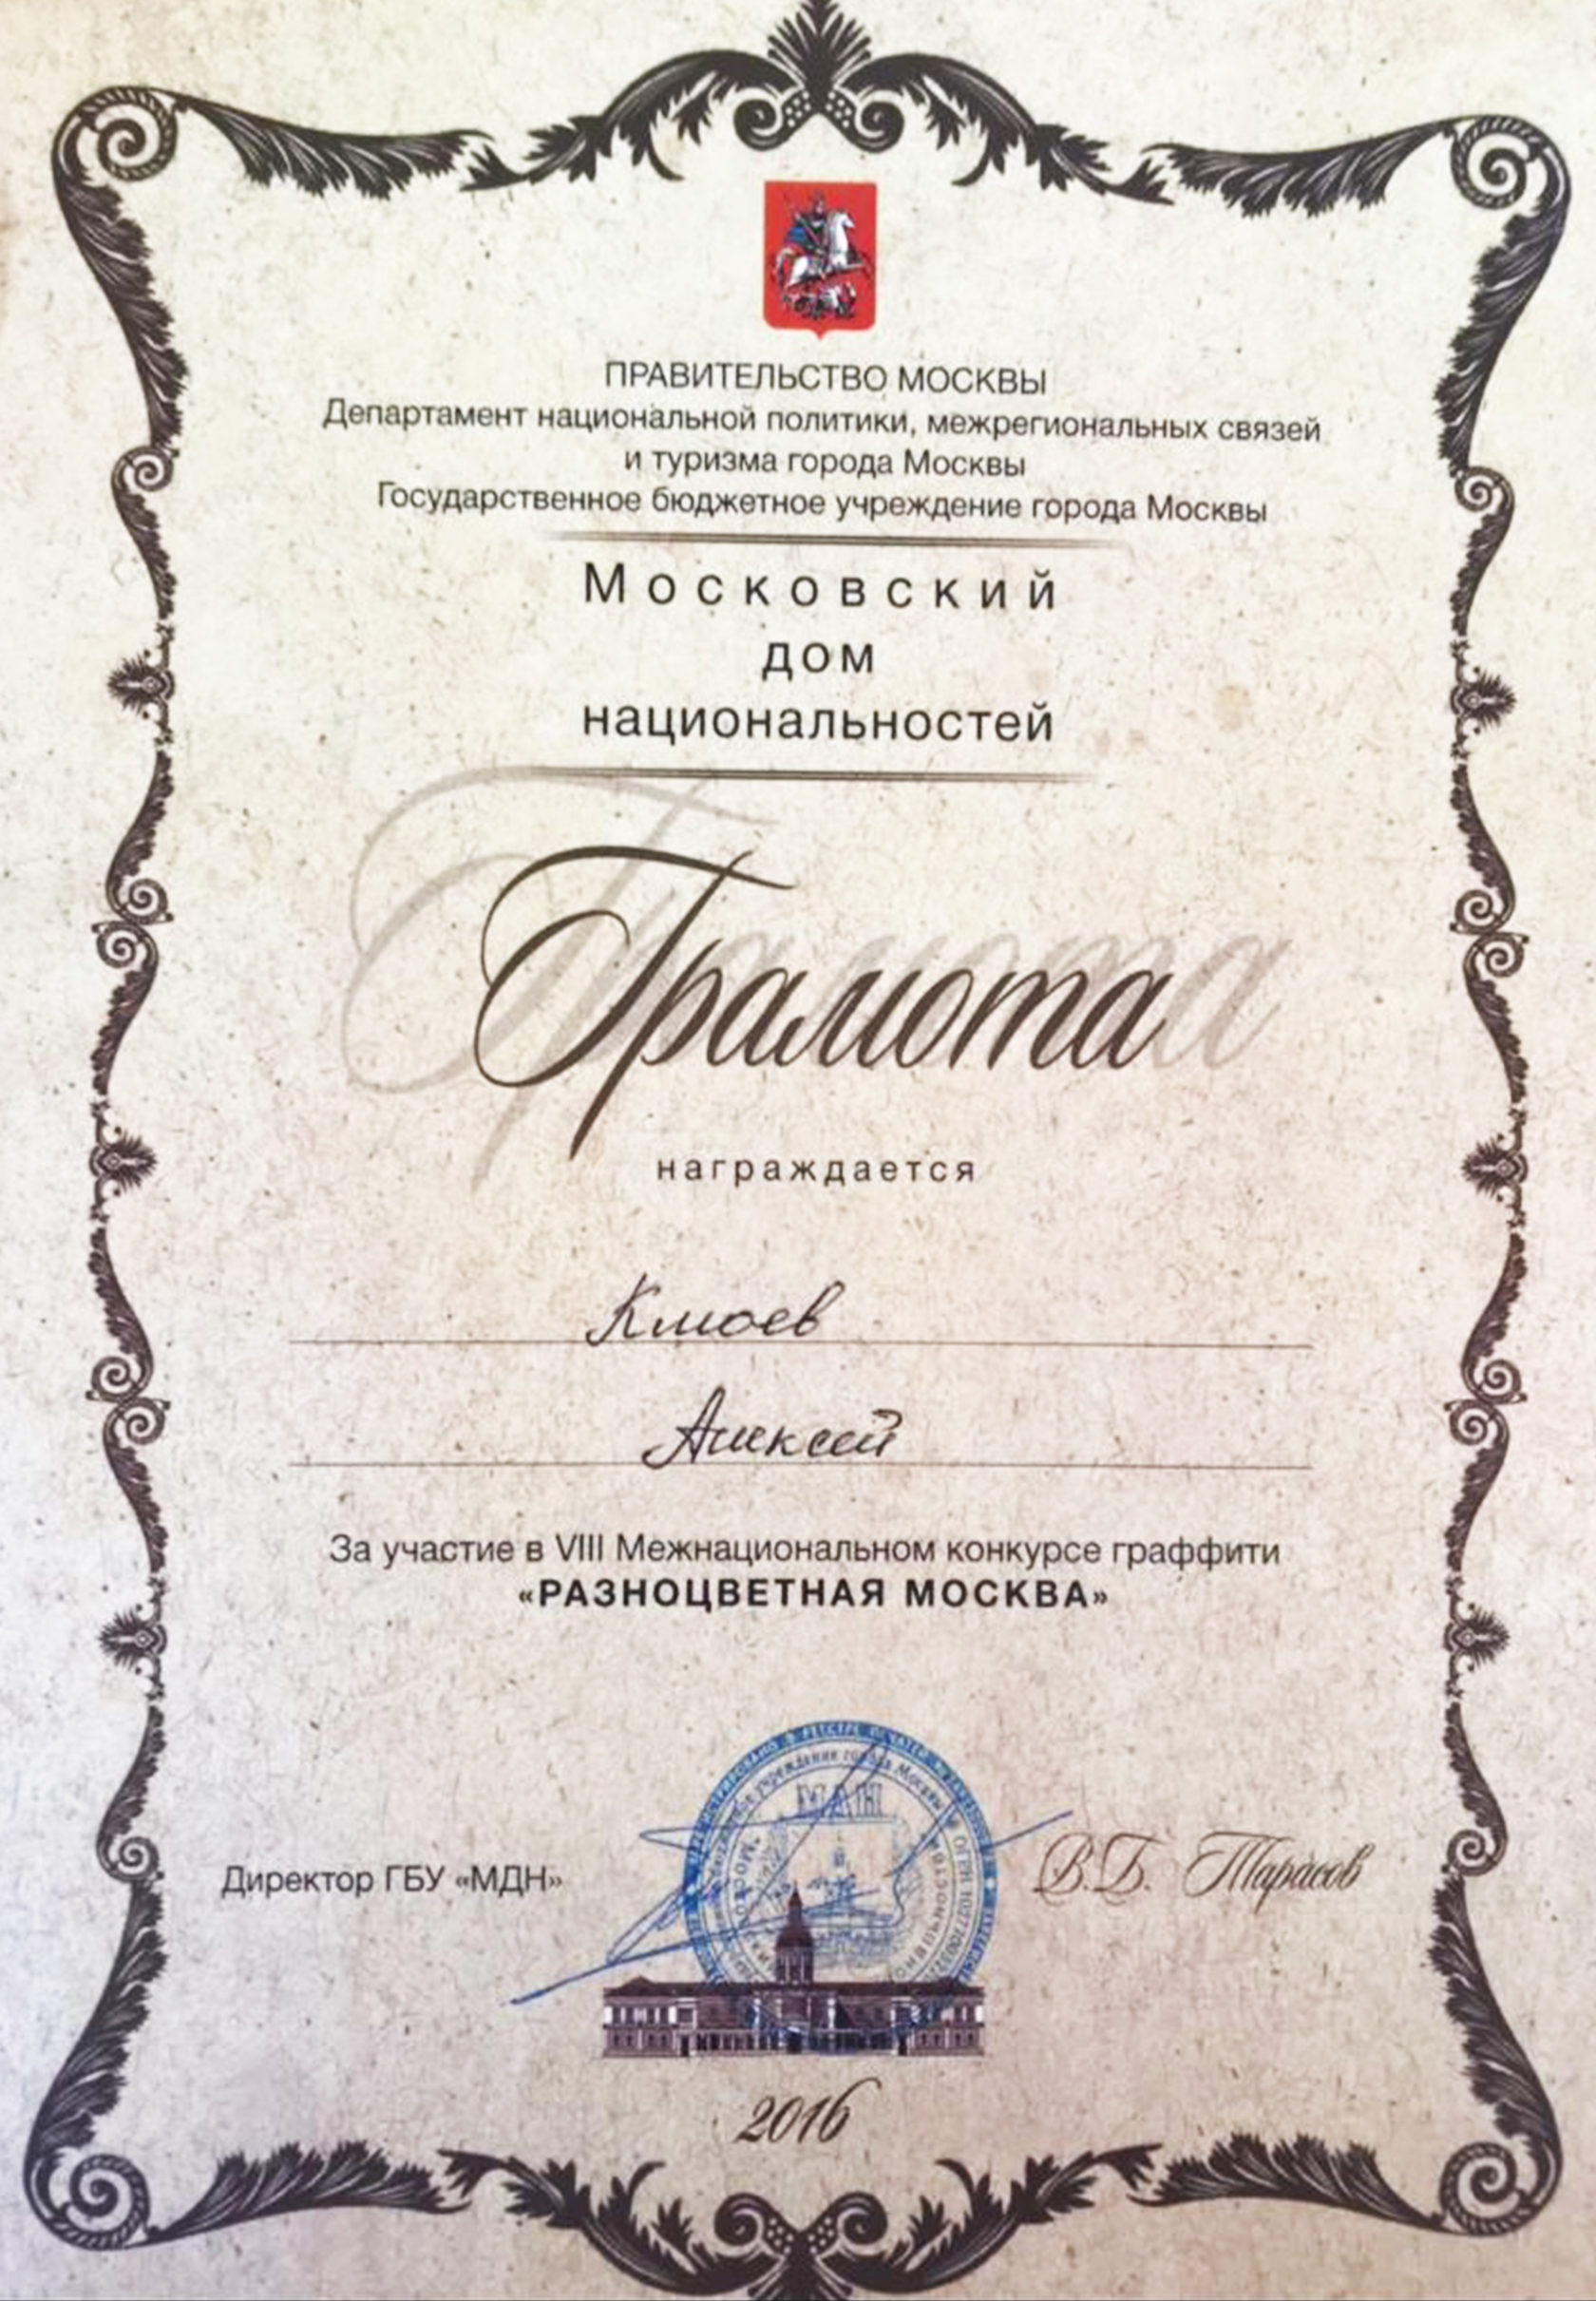 ПРАВИТЕЛЬСТВО МОСКВЫ
Департамент национальной политики, межрегиональных связей
и туризма города Москвы
Государственное бюджетное учреждение города Москвы
Московский
дом
национальностей
Грамота
награждается
Клюев
Алексей
За участие в VIII Межнациональном конкурсе граффити
«РАЗНОЦВЕТНАЯ МОСКВА»
МДН
Директор ГБУ «МДН»
В.Б. Тарасов
2016